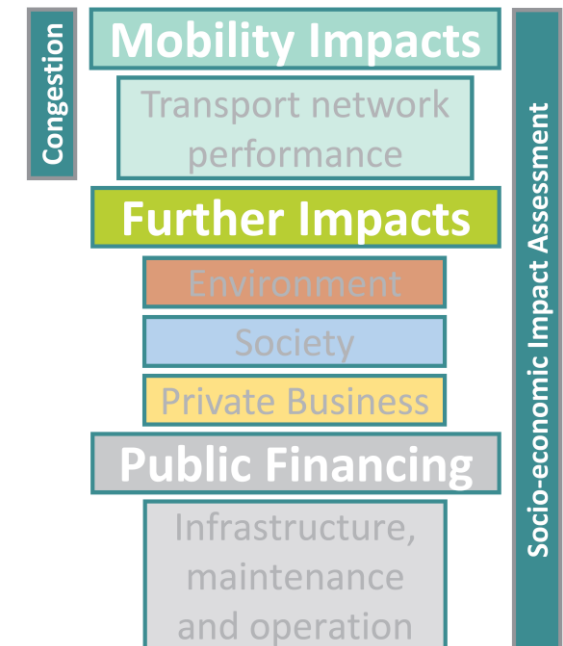 Congestion
Mobility Impacts
Transport network
performance
Further Impacts
Environment
Society
Private Business
Public Financing
Infrastructure,
maintenance
and operation
Socio-economic Impact Assessment